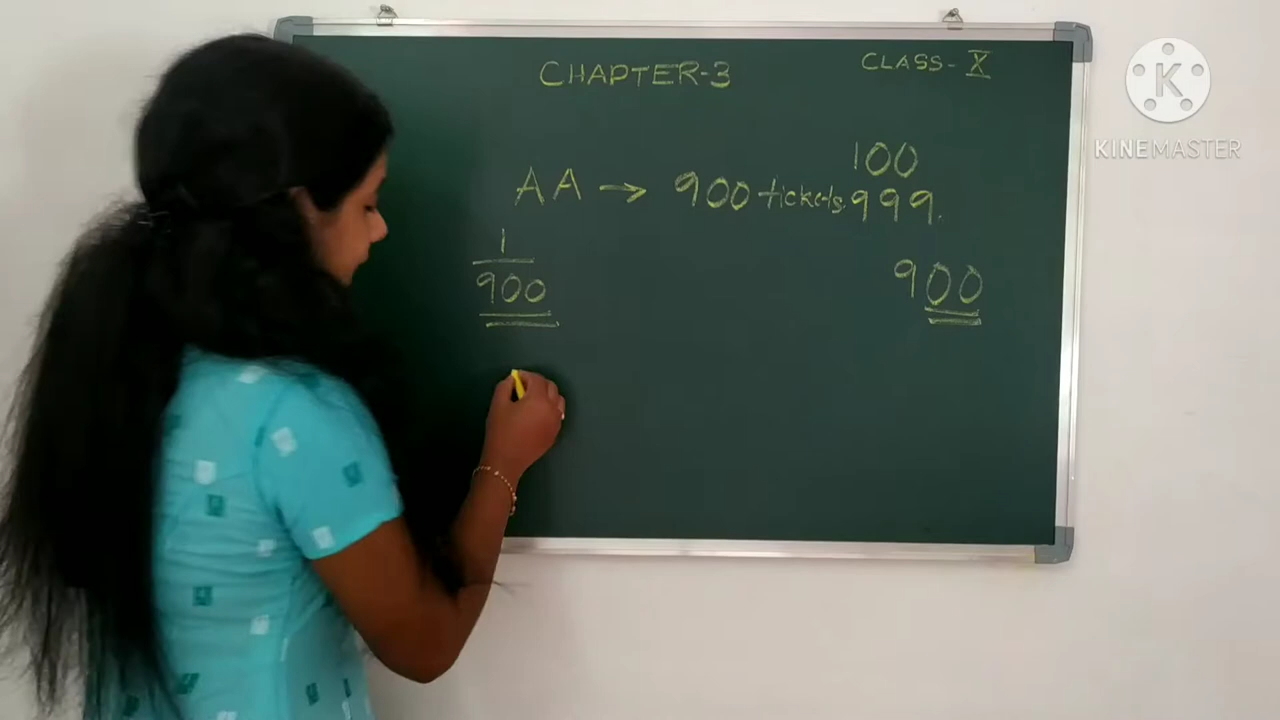 CHAPTER-3
CLASS-X
100
AA → 900 tickets. 999.
1
900
900
K
KINEMASTER